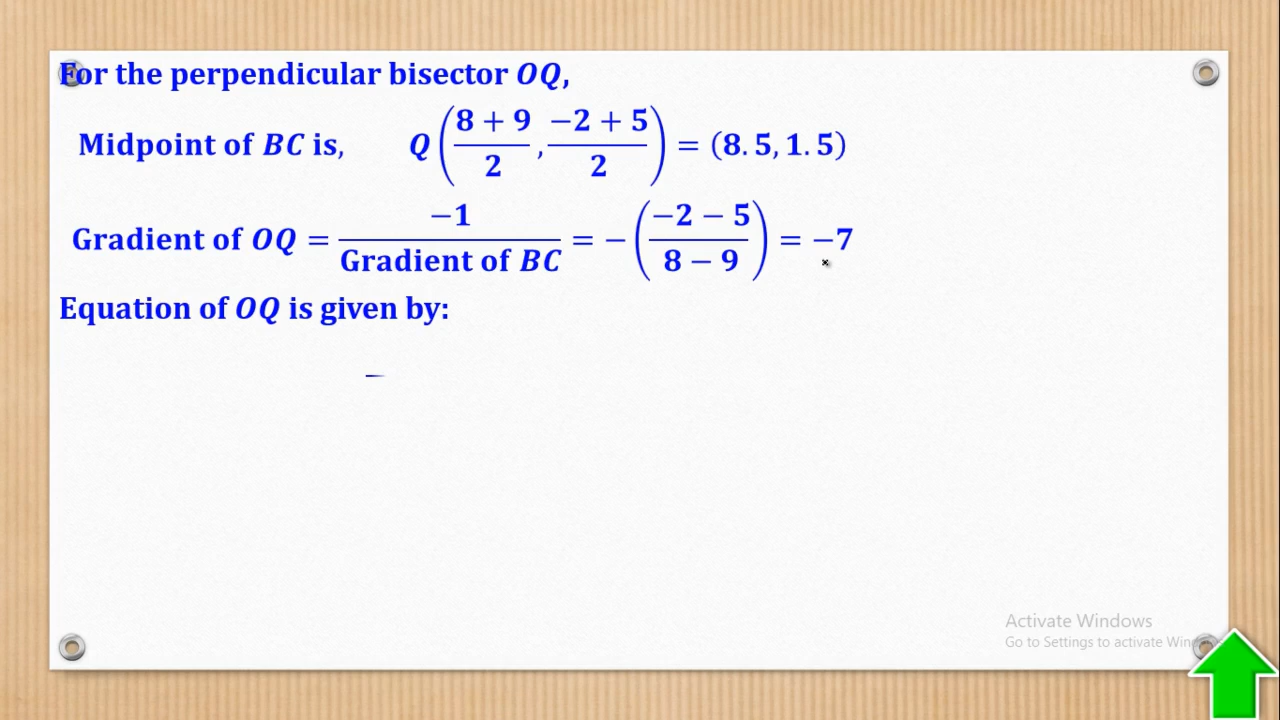 For the perpendicular bisector OQ,
Midpoint of BC is, Q ( (8 + 9)/2 , (−2 + 5)/2 ) = (8.5, 1.5)
Gradient of OQ = −1/(Gradient of BC) = − ( (−2 − 5)/(8 − 9) ) = −7
Equation of OQ is given by:
Activate Windows
Go to Settings to activate Win